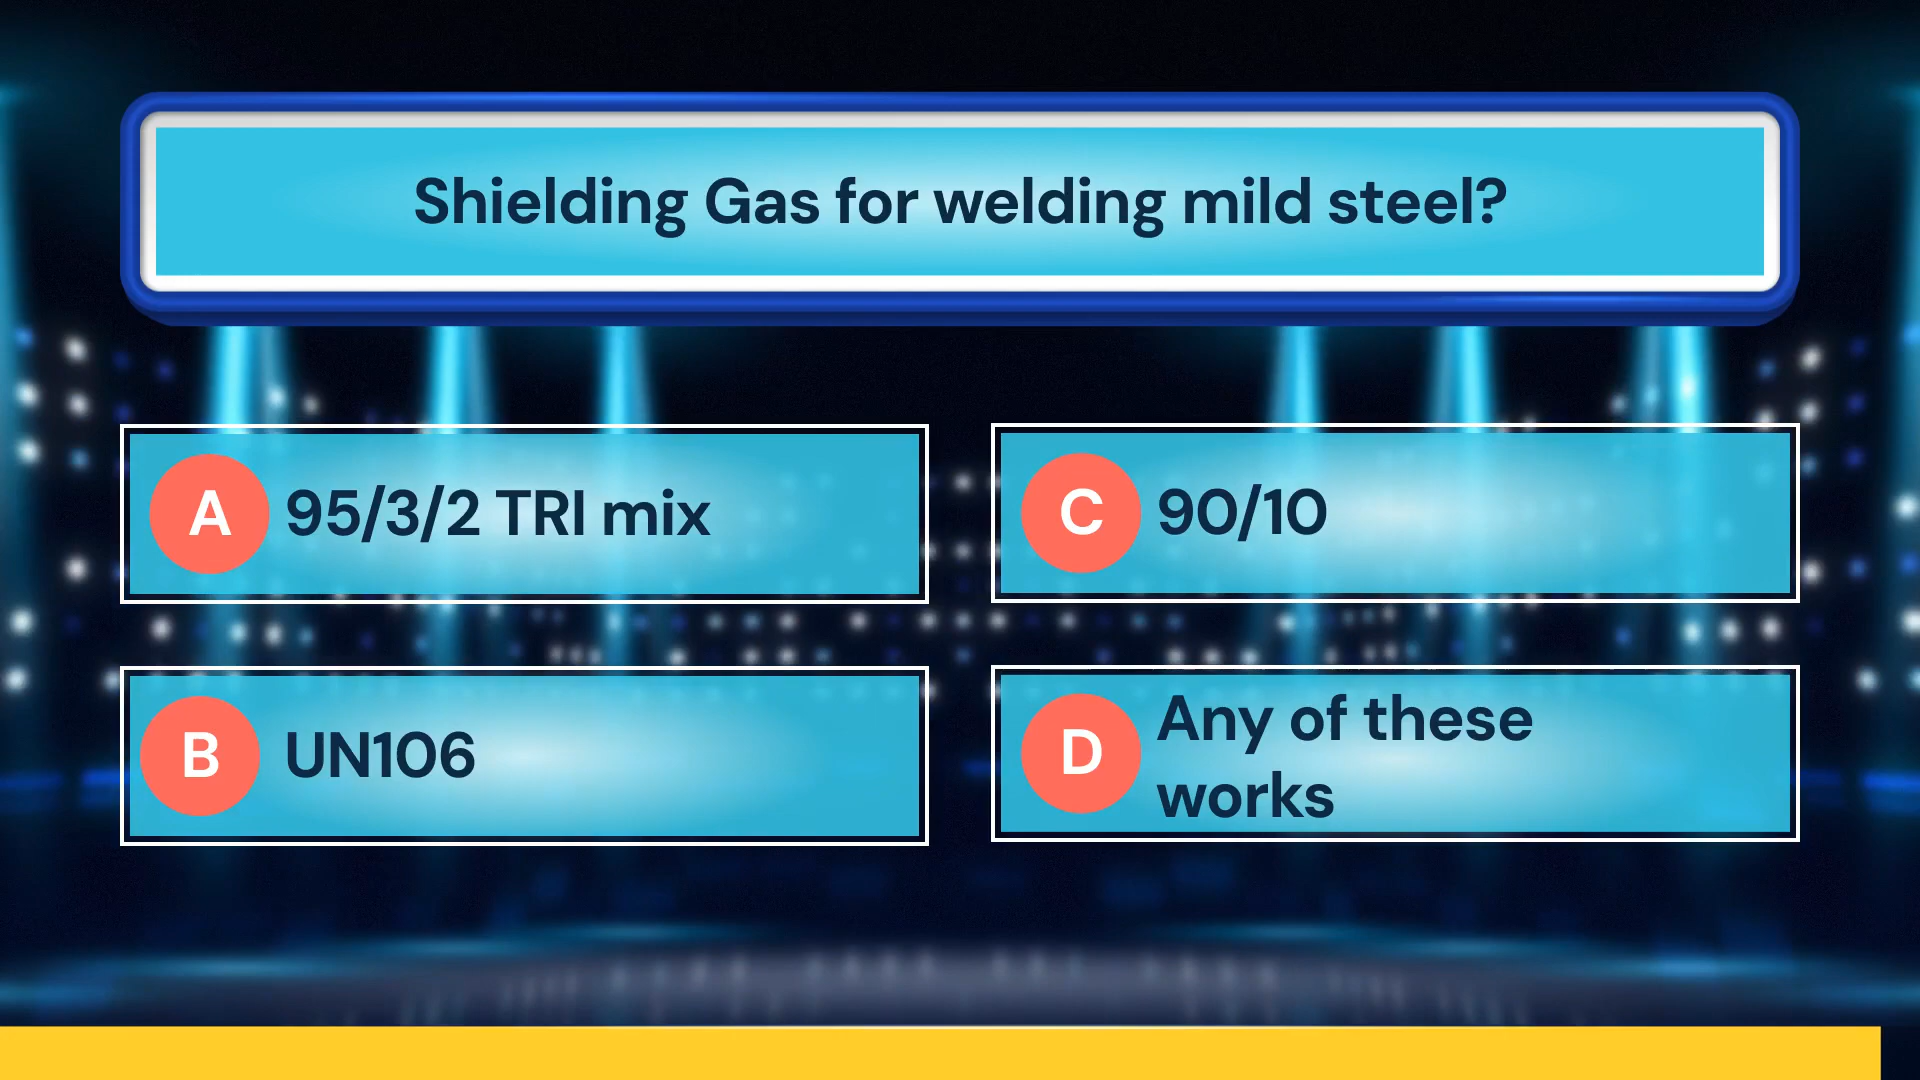 Shielding Gas for welding mild steel?
A 95/3/2 TRI mix
B UN106
C 90/10
D Any of these
works